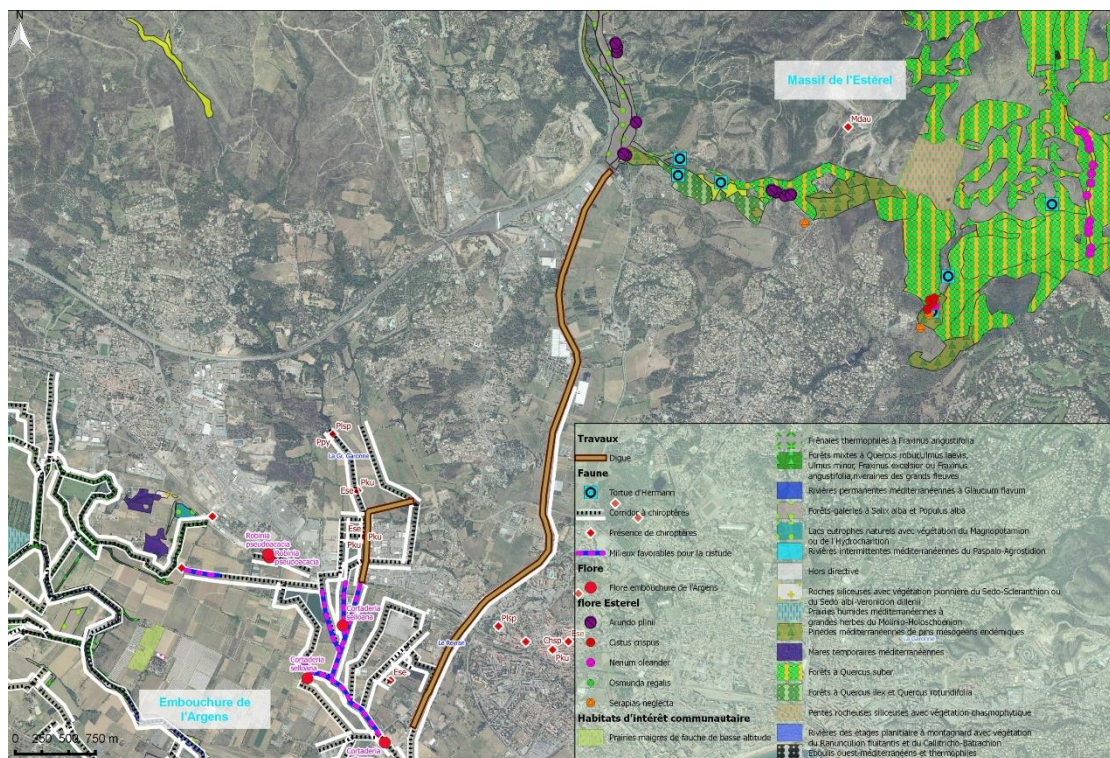 N
Massif de l'Estérel
Mdau
Plsp
Ppy
La Gr. Garonne
Ese
Pku
Ese
Pku
Ese
Pku
Robinia
pseudoacacia
Robinia
pseudoacacia
Cortaderia
selloana
Cortaderia
selloana
Le Reyran
Plsp
Chsp
Ese
Pku
Ese
Cortaderia
Embouchure de
l'Argens
0 250 500 750 m
Travaux
Digue
Faune
Tortue d'Hermann
Corridor à chiroptères
Présence de chiroptères
Milieux favorables pour la cistude
Flore
Flore embouchure de l'Argens
flore Esterel
Arundo plinii
Cistus crispus
Nerium oleander
Osmunda regalis
Serapias neglecta
Habitats d'intérêt communautaire
Prairies maigres de fauche de basse altitude
Frênaies thermophiles à Fraxinus angustifolia
Forêts mixtes à Quercus robur,Ulmus laevis,
Ulmus minor, Fraxinus excelsior ou Fraxinus
angustifolia,riveraines des grands fleuves
Rivières permanentes méditerranéennes à Glaucium flavum
Forêts-galeries à Salix alba et Populus alba
Lacs eutrophes naturels avec végétation du Magnopotamion
ou de l'Hydrocharition
Rivières intermittentes méditerranéennes du Paspalo-Agrostidion
Hors directive
Roches siliceuses avec végétation pionnière du Sedo-Scleranthion ou
du Sedo albi-Veronicion dillenii
Prairies humides méditerranéennes à
grandes herbes du Molinio-Holoschoenion
Pinèdes méditerranéennes de pins mésogéens endémiques
Mares temporaires méditerranéennes
La Garonne
Forêts à Quercus suber
Forêts à Quercus ilex et Quercus rotundifolia
Pentes rocheuses siliceuses avec végétation chasmophytique
Rivières des étages planitiaire à montagnard avec végétation
du Ranunculion fluitantis et du Callitricho-Batrachion
Eboulis ouest-méditerranéens et thermophiles